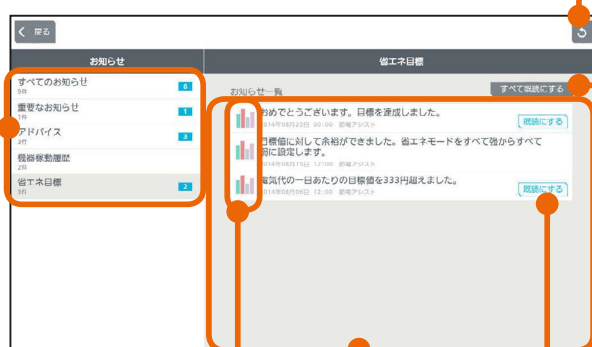 戻る
お知らせ
省エネ目標
すべてのお知らせ
9件
6
重要なお知らせ
1件
1
アドバイス
3件
3
機器稼動履歴
2件
省エネ目標
3件
2
お知らせ一覧
すべて既読にする
おめでとうございます。目標を達成しました。
2014年08月23日 00:00 節電アシスト
既読にする
目標値に対して余裕ができました。省エネモードをすべて強からすべて
弱に設定します。
2014年08月15日 12:00 節電アシスト
電気代の一日あたりの目標値を333円超えました。
2014年08月06日 12:00 節電アシスト
既読にする